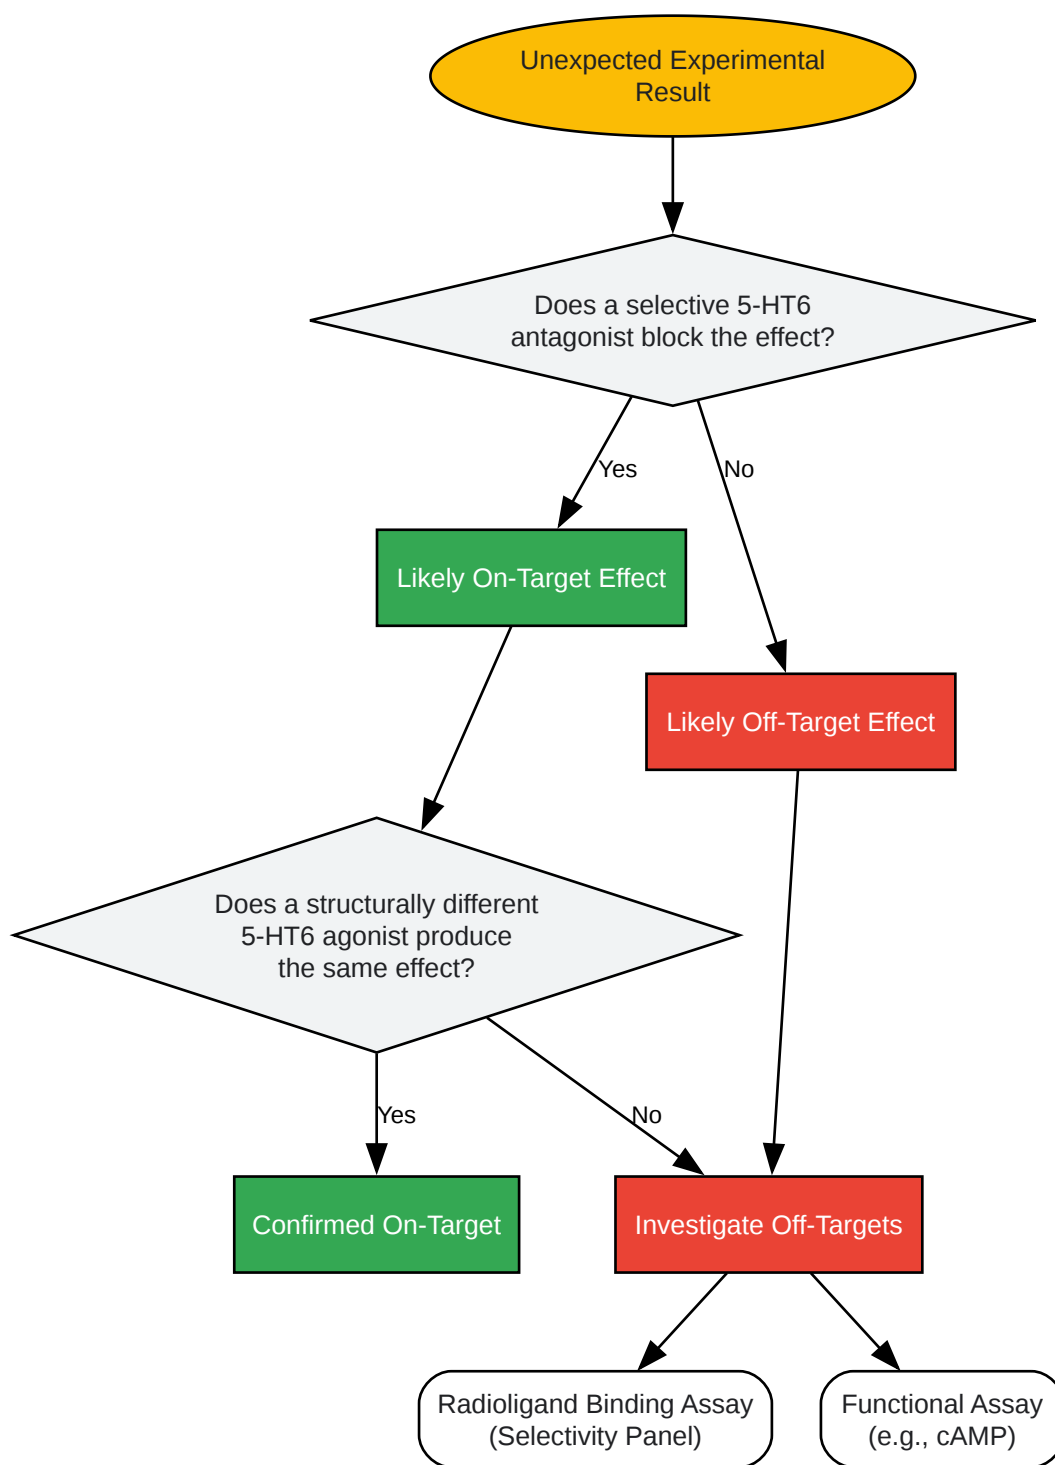 Unexpected Experimental
Result
Does a selective 5-HT6
antagonist block the effect?
Yes
No
Likely On-Target Effect
Likely Off-Target Effect
Does a structurally different
5-HT6 agonist produce
the same effect?
Yes
No
Confirmed On-Target
Investigate Off-Targets
Radioligand Binding Assay
(Selectivity Panel)
Functional Assay
(e.g., cAMP)